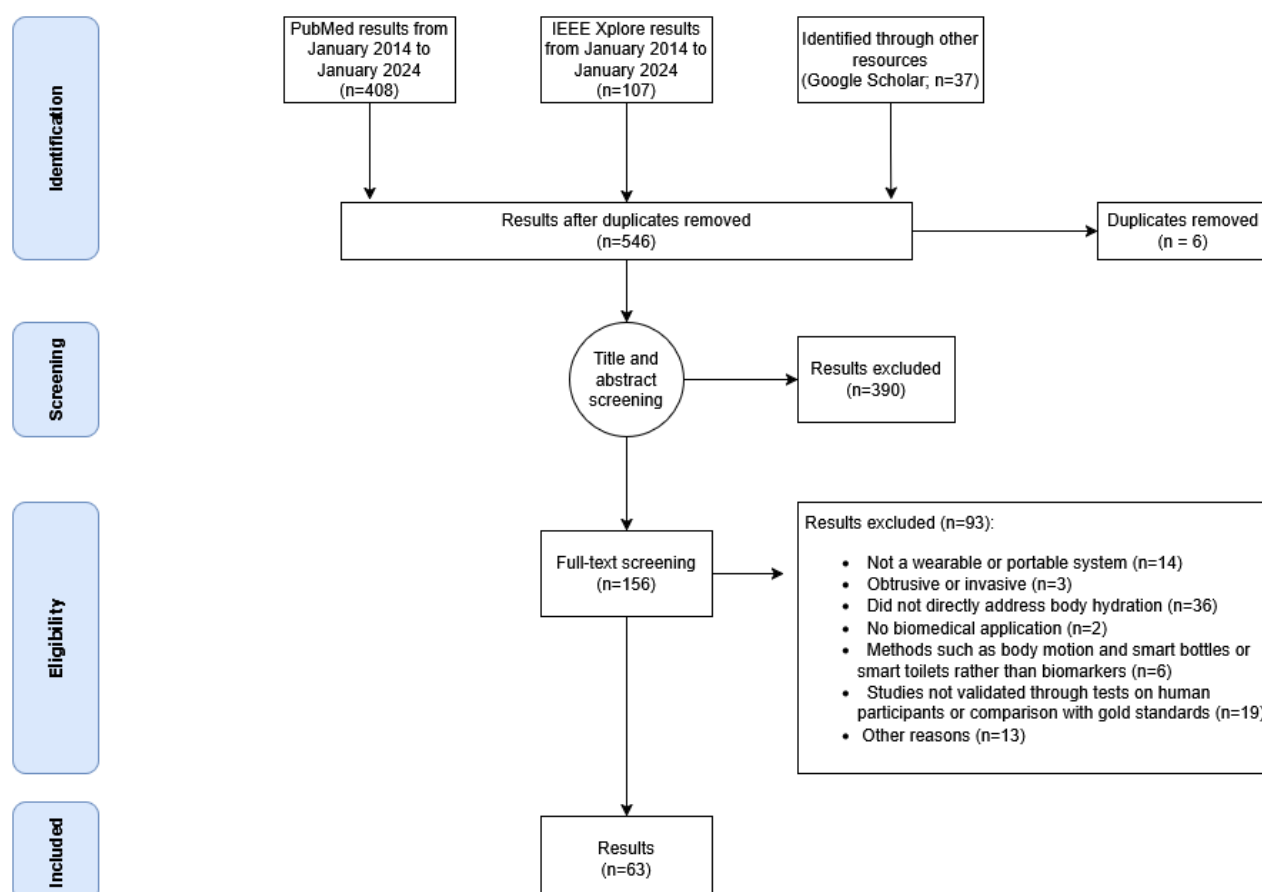 Identification
PubMed results from
January 2014 to
January 2024
(n=408)
IEEE Xplore results
from January 2014 to
January 2024
(n=107)
Identified through other
resources
(Google Scholar; n=37)
Results after duplicates removed
(n=546)
Duplicates removed
(n = 6)
Screening
Title and
abstract
screening
Results excluded
(n=390)
Eligibility
Full-text screening
(n=156)
Results excluded (n=93):
• Not a wearable or portable system (n=14)
• Obtrusive or invasive (n=3)
• Did not directly address body hydration (n=36)
• No biomedical application (n=2)
• Methods such as body motion and smart bottles or
smart toilets rather than biomarkers (n=6)
• Studies not validated through tests on human
participants or comparison with gold standards (n=19)
• Other reasons (n=13)
Included
Results
(n=63)